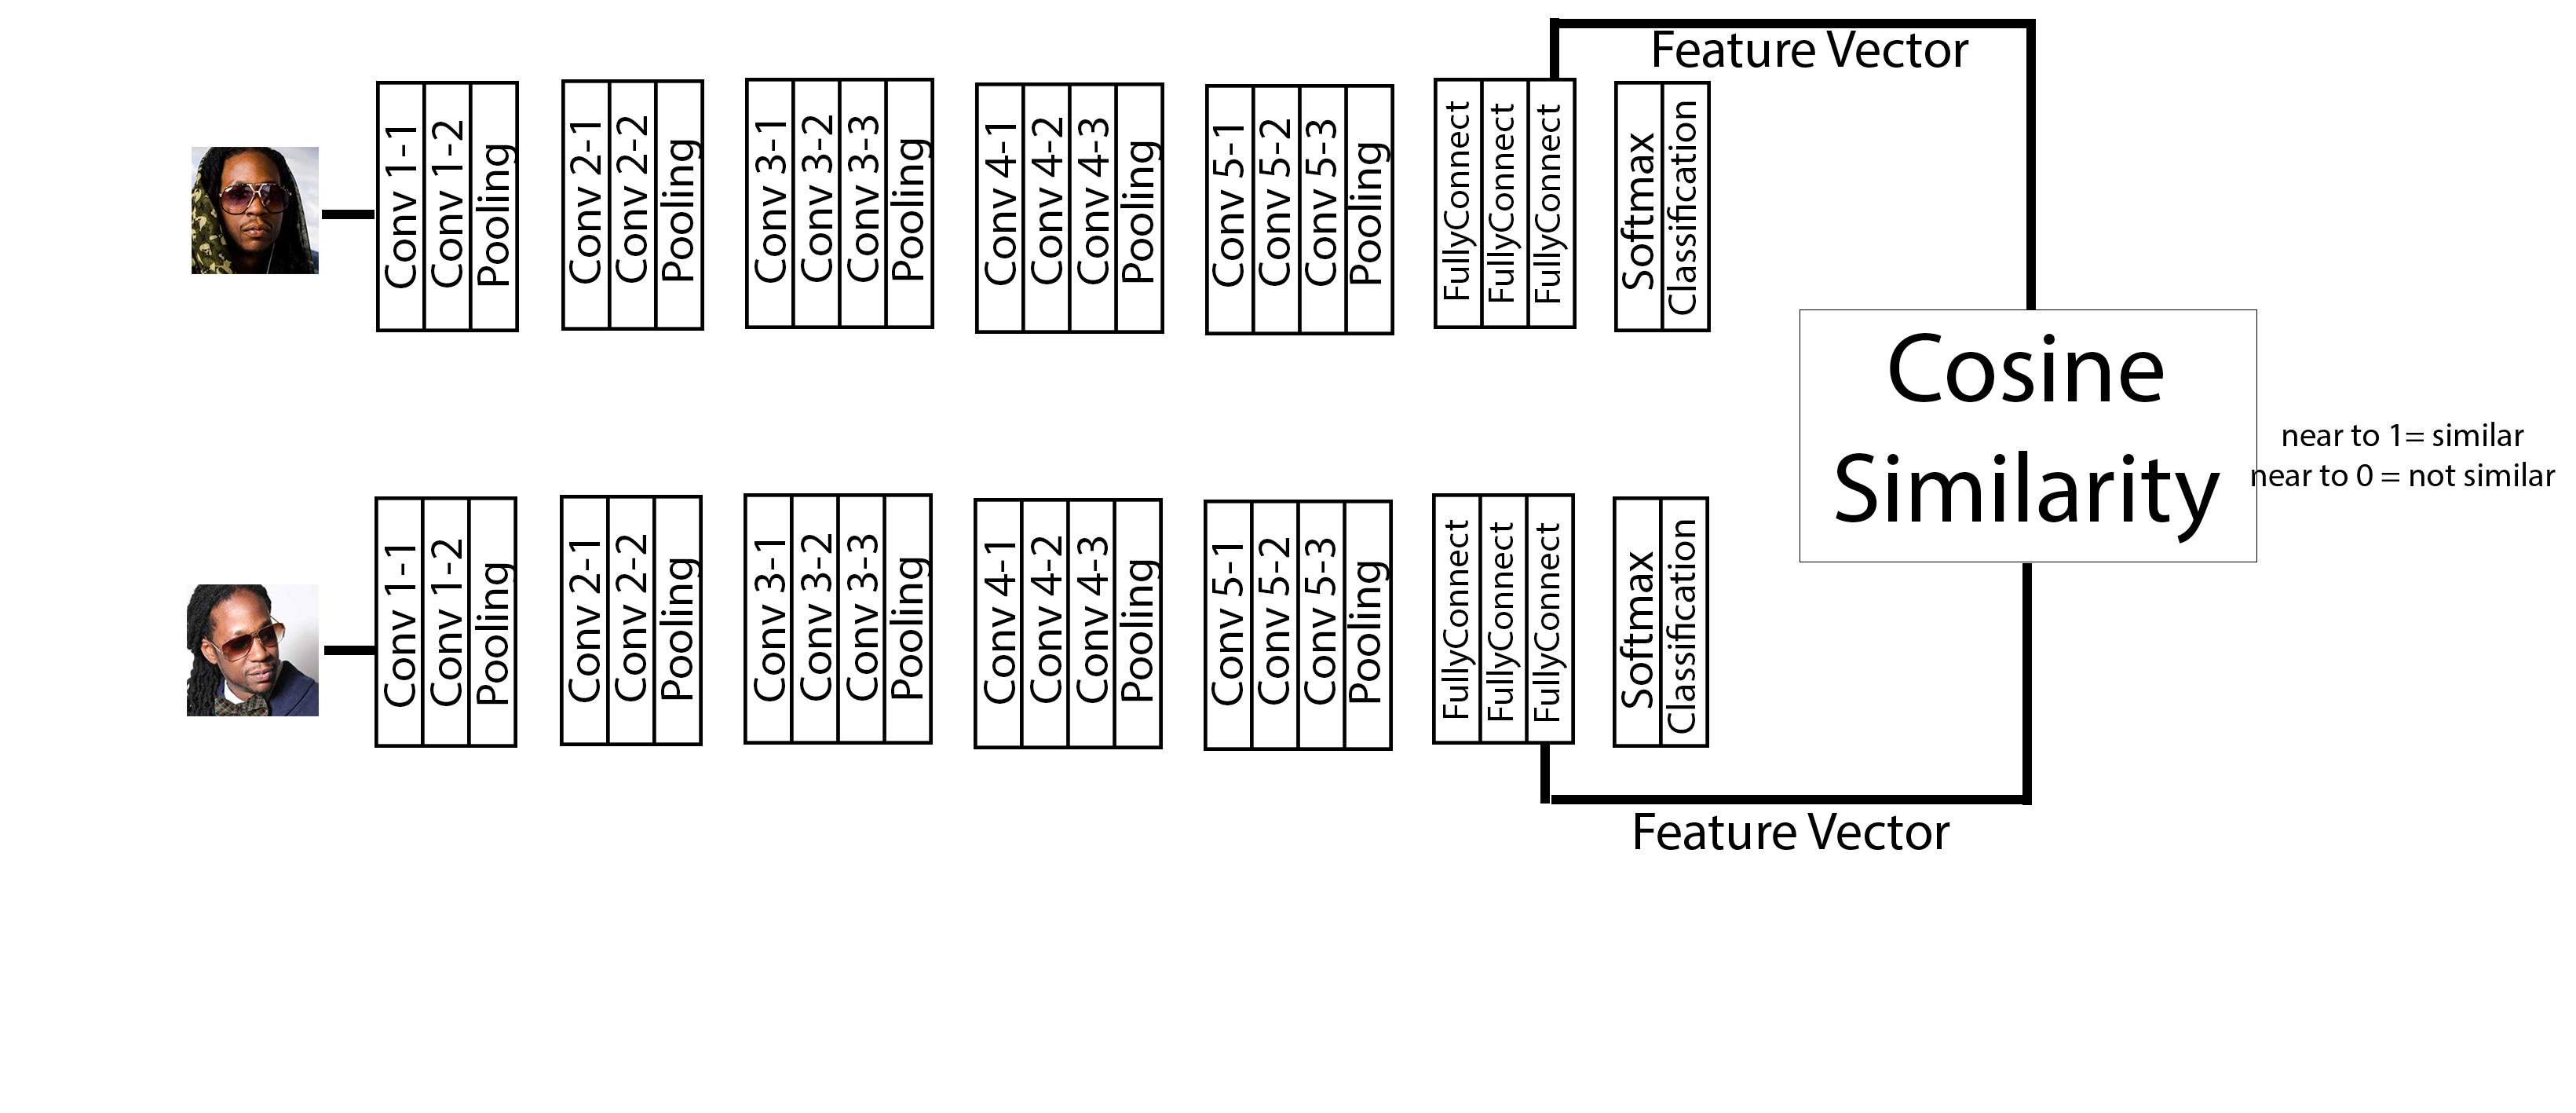 Feature Vector
Conv 1-1
Conv 1-2
Pooling
Conv 2-1
Conv 2-2
Pooling
Conv 3-1
Conv 3-2
Conv 3-3
Pooling
Conv 4-1
Conv 4-2
Conv 4-3
Pooling
Conv 5-1
Conv 5-2
Conv 5-3
Pooling
FullyConnect
FullyConnect
FullyConnect
Softmax
Classification
Cosine
Similarity
near to 1= similar
near to 0 = not similar
Conv 1-1
Conv 1-2
Pooling
Conv 2-1
Conv 2-2
Pooling
Conv 3-1
Conv 3-2
Conv 3-3
Pooling
Conv 4-1
Conv 4-2
Conv 4-3
Pooling
Conv 5-1
Conv 5-2
Conv 5-3
Pooling
FullyConnect
FullyConnect
FullyConnect
Softmax
Classification
Feature Vector